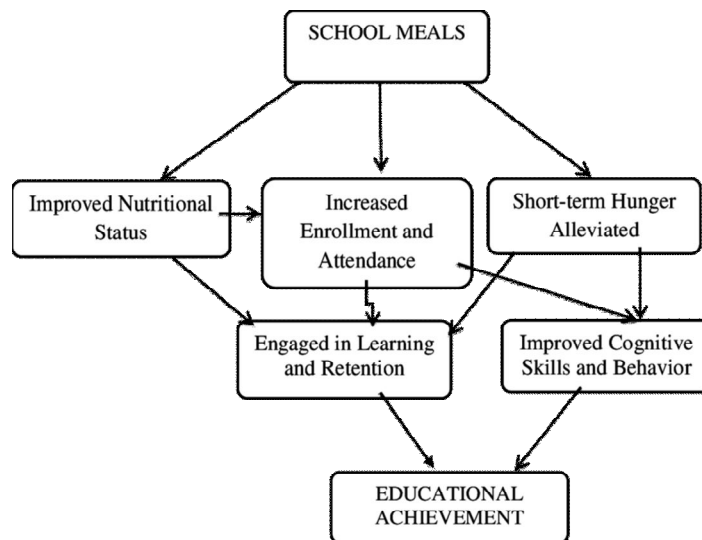 SCHOOL MEALS
Improved Nutritional
Status
Increased
Enrollment and
Attendance
Short-term Hunger
Alleviated
Engaged in Learning
and Retention
Improved Cognitive
Skills and Behavior
EDUCATIONAL
ACHIEVEMENT